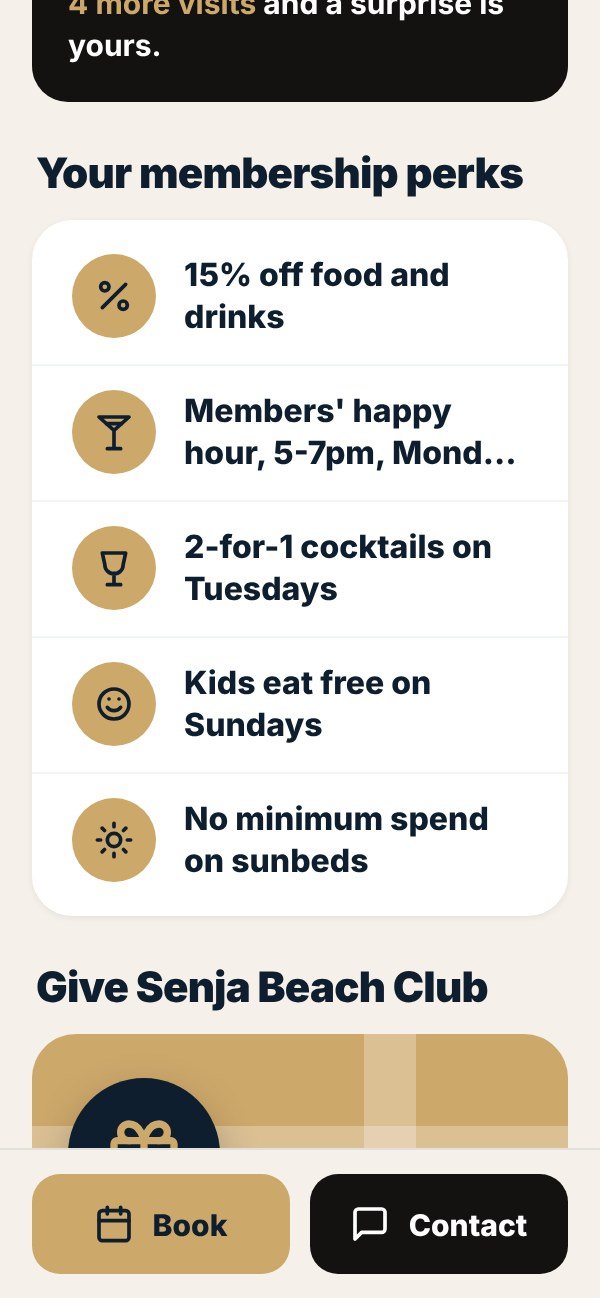 4 more visits and a surprise is
yours.
Your membership perks
15% off food and
drinks
Members' happy
hour, 5-7pm, Mond...
2-for-1 cocktails on
Tuesdays
Kids eat free on
Sundays
No minimum spend
on sunbeds
Give Senja Beach Club
Book
Contact